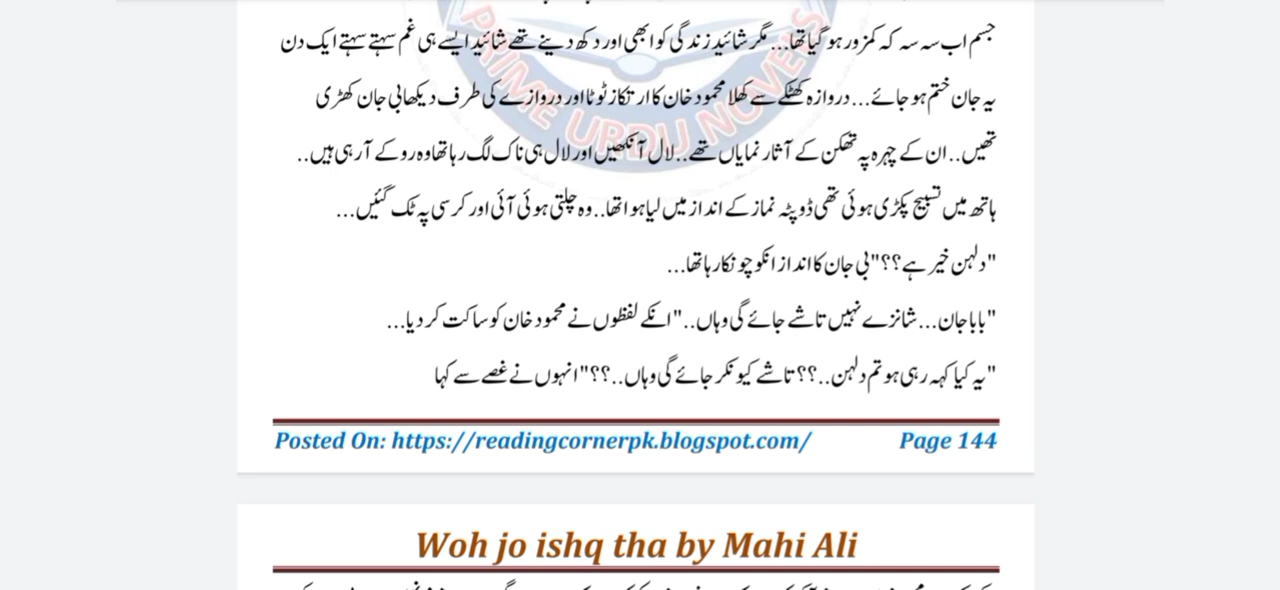 جسم اب سہ سہ کہ کمزور ہو گیا تھا... مگر شائید زندگی کو ابھی اور دکھ دینے تھے شائید ایسے ہی غم سہتے سہتے ایک دن
یہ جان ختم ہو جائے... دروازہ کھٹکے سے کھلا محمود خان کا ارتکاز ٹوٹا اور دروازے کی طرف دیکھا بی جان کھڑی
تھیں.. ان کے چہرہ پہ تھکن کے آثار نمایاں تھے.. لال آنکھیں اور لال ہی ناک لگ رہا تھا وہ رو کے آ رہی ہیں..
ہاتھ میں تسبیح پکڑی ہوئی تھی ڈوپٹہ نماز کے انداز میں لیا ہوا تھا.. وہ چلتی ہوئی آئی اور کرسی پہ ٹک گئیں...
"دلہن خیر ہے؟؟" بی جان کا انداز انکو چونکا رہا تھا...
"بابا جان... شانزے نہیں تاشے جائے گی وہاں.." انکے لفظوں نے محمود خان کو ساکت کر دیا...
"یہ کیا کہہ رہی ہو تم دلہن..؟؟ تاشے کیونکر جائے گی وہاں..؟؟" انہوں نے غصے سے کہا
Posted On: https://readingcornerpk.blogspot.com/ Page 144
Woh jo ishq tha by Mahi Ali
PRIME URDU NOVELS